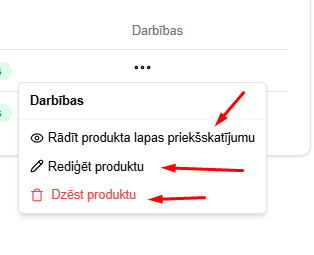 Darbības
Darbības
Rādīt produkta lapas priekšskatījumu
Rediģēt produktu
Dzēst produktu